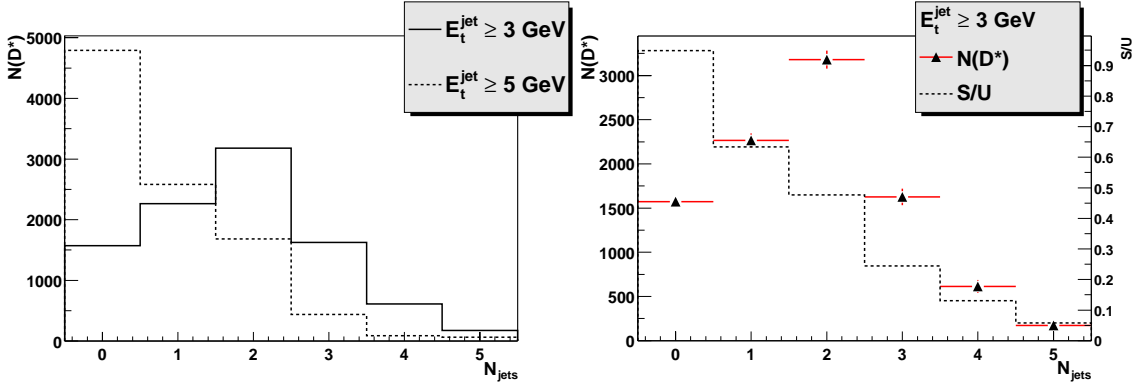 E_t^jet ≥ 3 GeV
E_t^jet ≥ 5 GeV
N(D*)
5000
4000
3000
2000
1000
0
0 1 2 3 4 5
N_jets
E_t^jet ≥ 3 GeV
N(D*)
S/U
N(D*)
3000
2500
2250
2000
1500
1000
500
0
0 1 2 3 4 5
N_jets
S/U
0.9
0.8
0.7
0.6
0.5
0.4
0.3
0.2
0.1
0